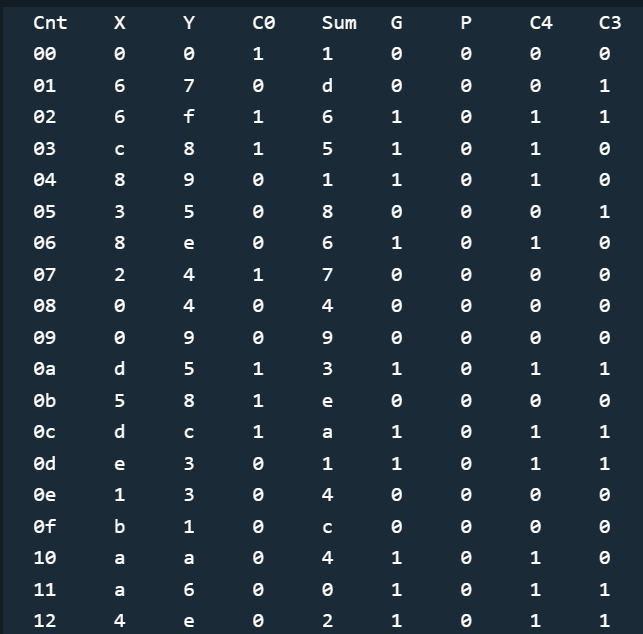 Cnt X Y C0 Sum G P C4 C3
00 0 0 1 1 0 0 0 0
01 6 7 0 d 0 0 0 1
02 6 f 1 6 1 0 1 1
03 c 8 1 5 1 0 1 0
04 8 9 0 1 1 0 1 0
05 3 5 0 8 0 0 0 1
06 8 e 0 6 1 0 1 0
07 2 4 1 7 0 0 0 0
08 0 4 0 4 0 0 0 0
09 0 9 0 9 0 0 0 0
0a d 5 1 3 1 0 1 1
0b 5 8 1 e 0 0 0 0
0c d c 1 a 1 0 1 1
0d e 3 0 1 1 0 1 1
0e 1 3 0 4 0 0 0 0
0f b 1 0 c 0 0 0 0
10 a a 0 4 1 0 1 0
11 a 6 0 0 1 0 1 1
12 4 e 0 2 1 0 1 1